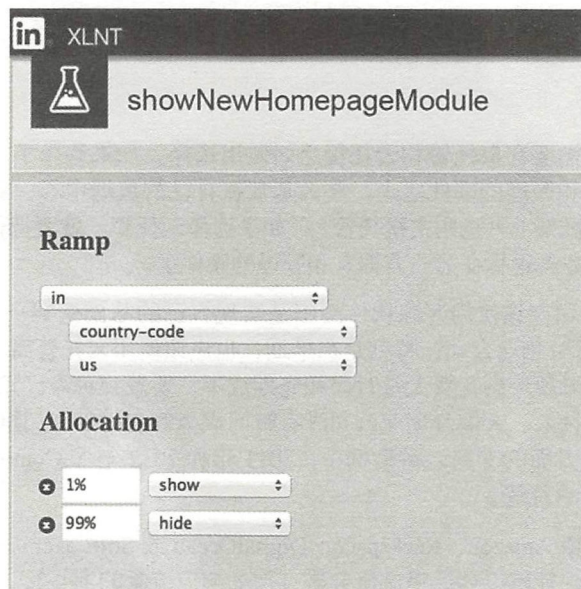 in XLNT
showNewHomepageModule
Ramp
in
country-code
us
Allocation
1% show
99% hide